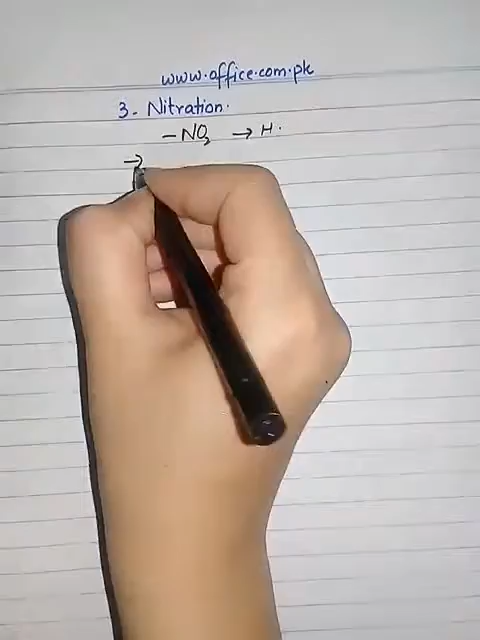 www.office.com.pk
3- Nitration.
-NO₂ → H.
→